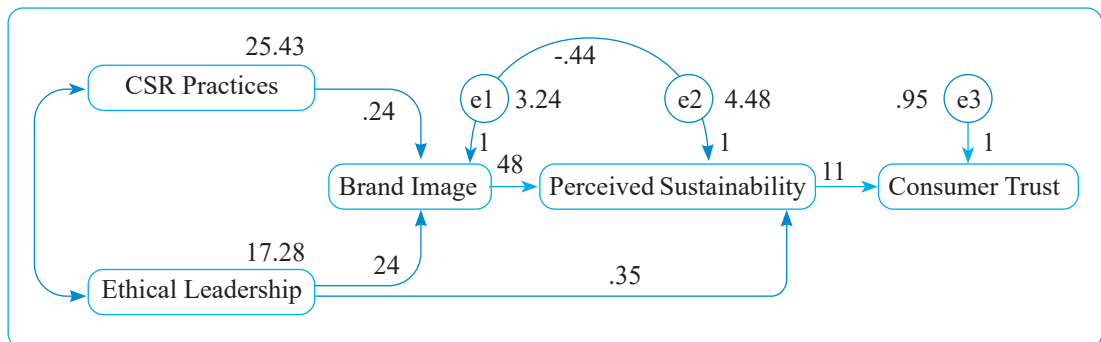 25.43
-.44
CSR Practices
e1
3.24
e2
4.48
.95
e3
.24
1
1
1
48
11
Brand Image
Perceived Sustainability
Consumer Trust
17.28
24
.35
Ethical Leadership